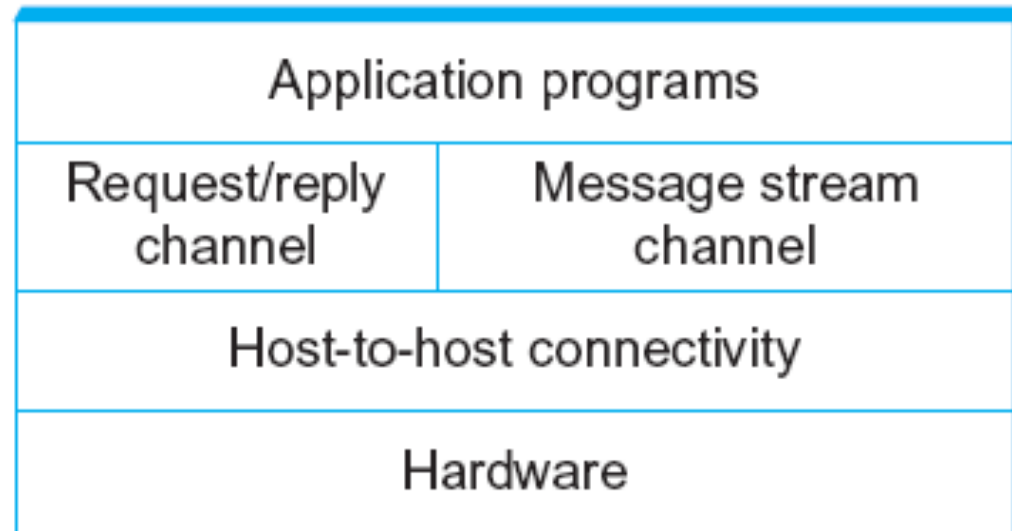 Application programs
Request/reply
channel
Message stream
channel
Host-to-host connectivity
Hardware